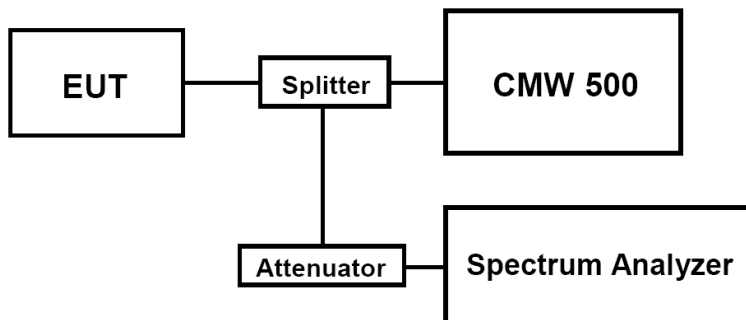 EUT
Splitter
CMW 500
Attenuator
Spectrum Analyzer